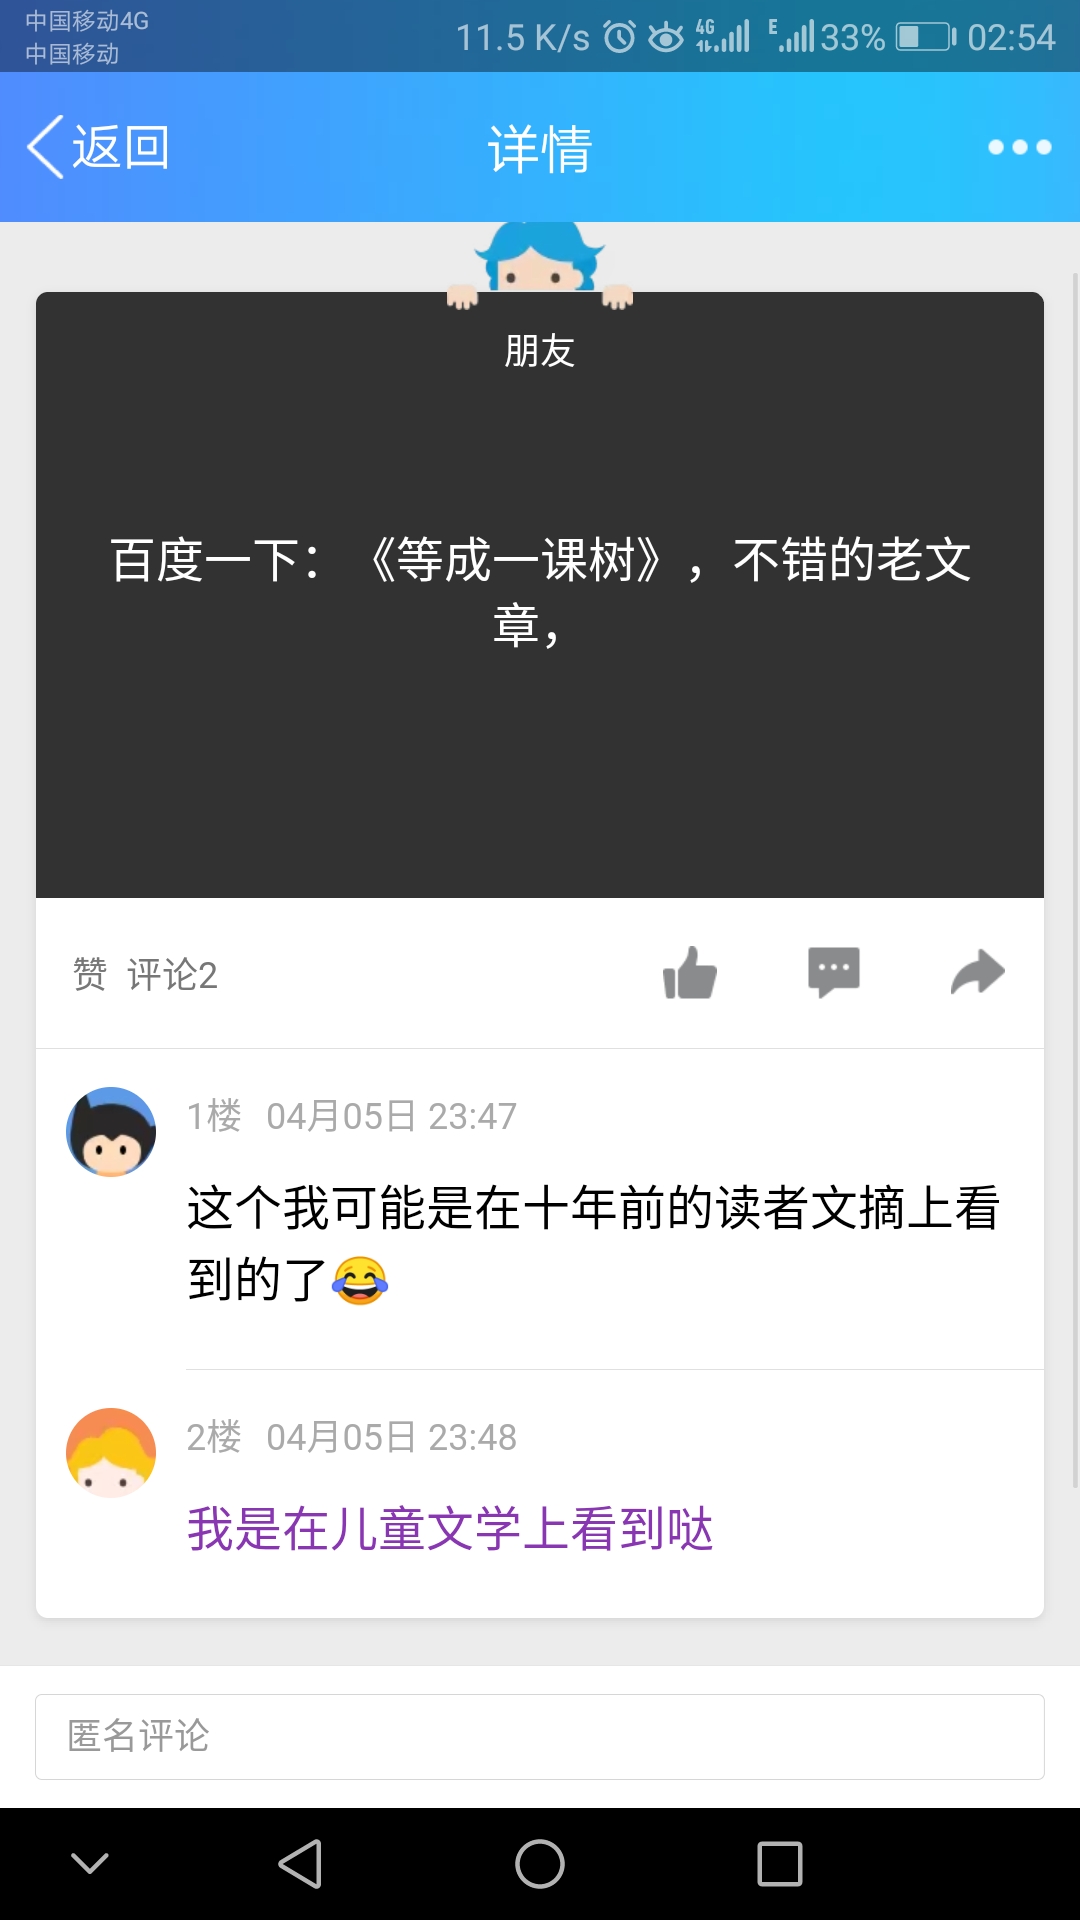 中国移动4G
中国移动
11.5 K/s 4G E 33% 02:54
返回 详情
朋友
百度一下：《等成一课树》，不错的老文
章，
赞 评论2
1楼 04月05日 23:47
这个我可能是在十年前的读者文摘上看
到的了😂
2楼 04月05日 23:48
我是在儿童文学上看到哒
匿名评论